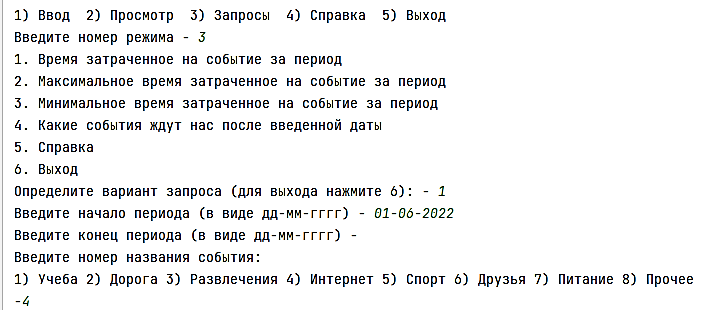 1) Ввод  2) Просмотр  3) Запросы  4) Справка  5) Выход
Введите номер режима - 3
1. Время затраченное на событие за период
2. Максимальное время затраченное на событие за период
3. Минимальное время затраченное на событие за период
4. Какие события ждут нас после введенной даты
5. Справка
6. Выход
Определите вариант запроса (для выхода нажмите 6): - 1
Введите начало периода (в виде дд-мм-гггг) - 01-06-2022
Введите конец периода (в виде дд-мм-гггг) -
Введите номер названия события:
1) Учеба 2) Дорога 3) Развлечения 4) Интернет 5) Спорт 6) Друзья 7) Питание 8) Прочее
-4